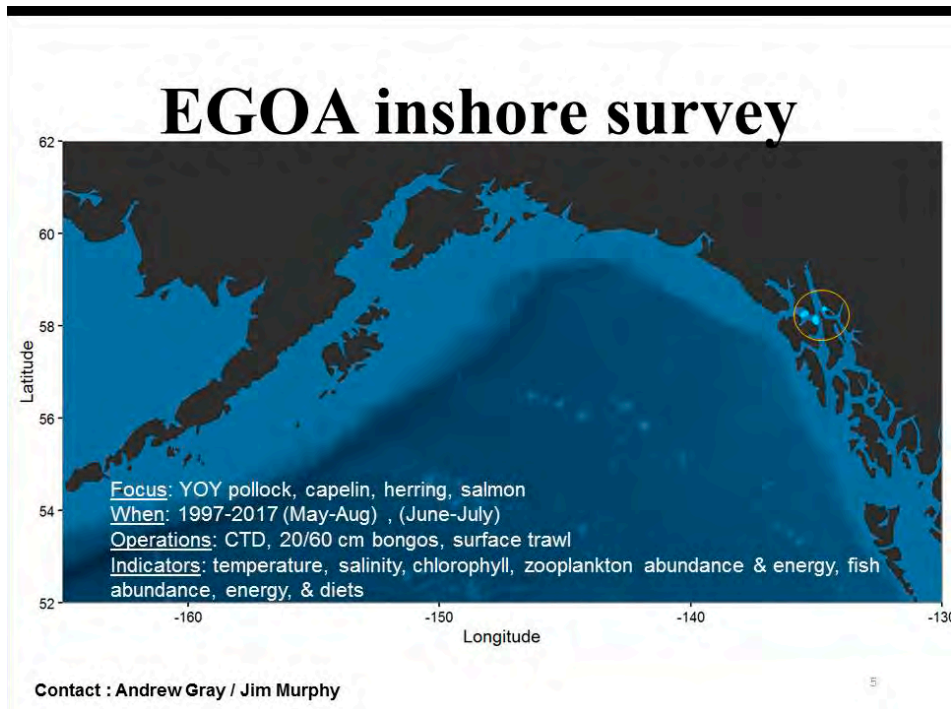 EGOA inshore survey
62
60
58
56
54
52
Latitude
Focus: YOY pollock, capelin, herring, salmon
When: 1997-2017 (May-Aug) , (June-July)
Operations: CTD, 20/60 cm bongos, surface trawl
Indicators: temperature, salinity, chlorophyll, zooplankton abundance & energy, fish
abundance, energy, & diets
-160 -150 -140 -130
Longitude
Contact : Andrew Gray / Jim Murphy
5